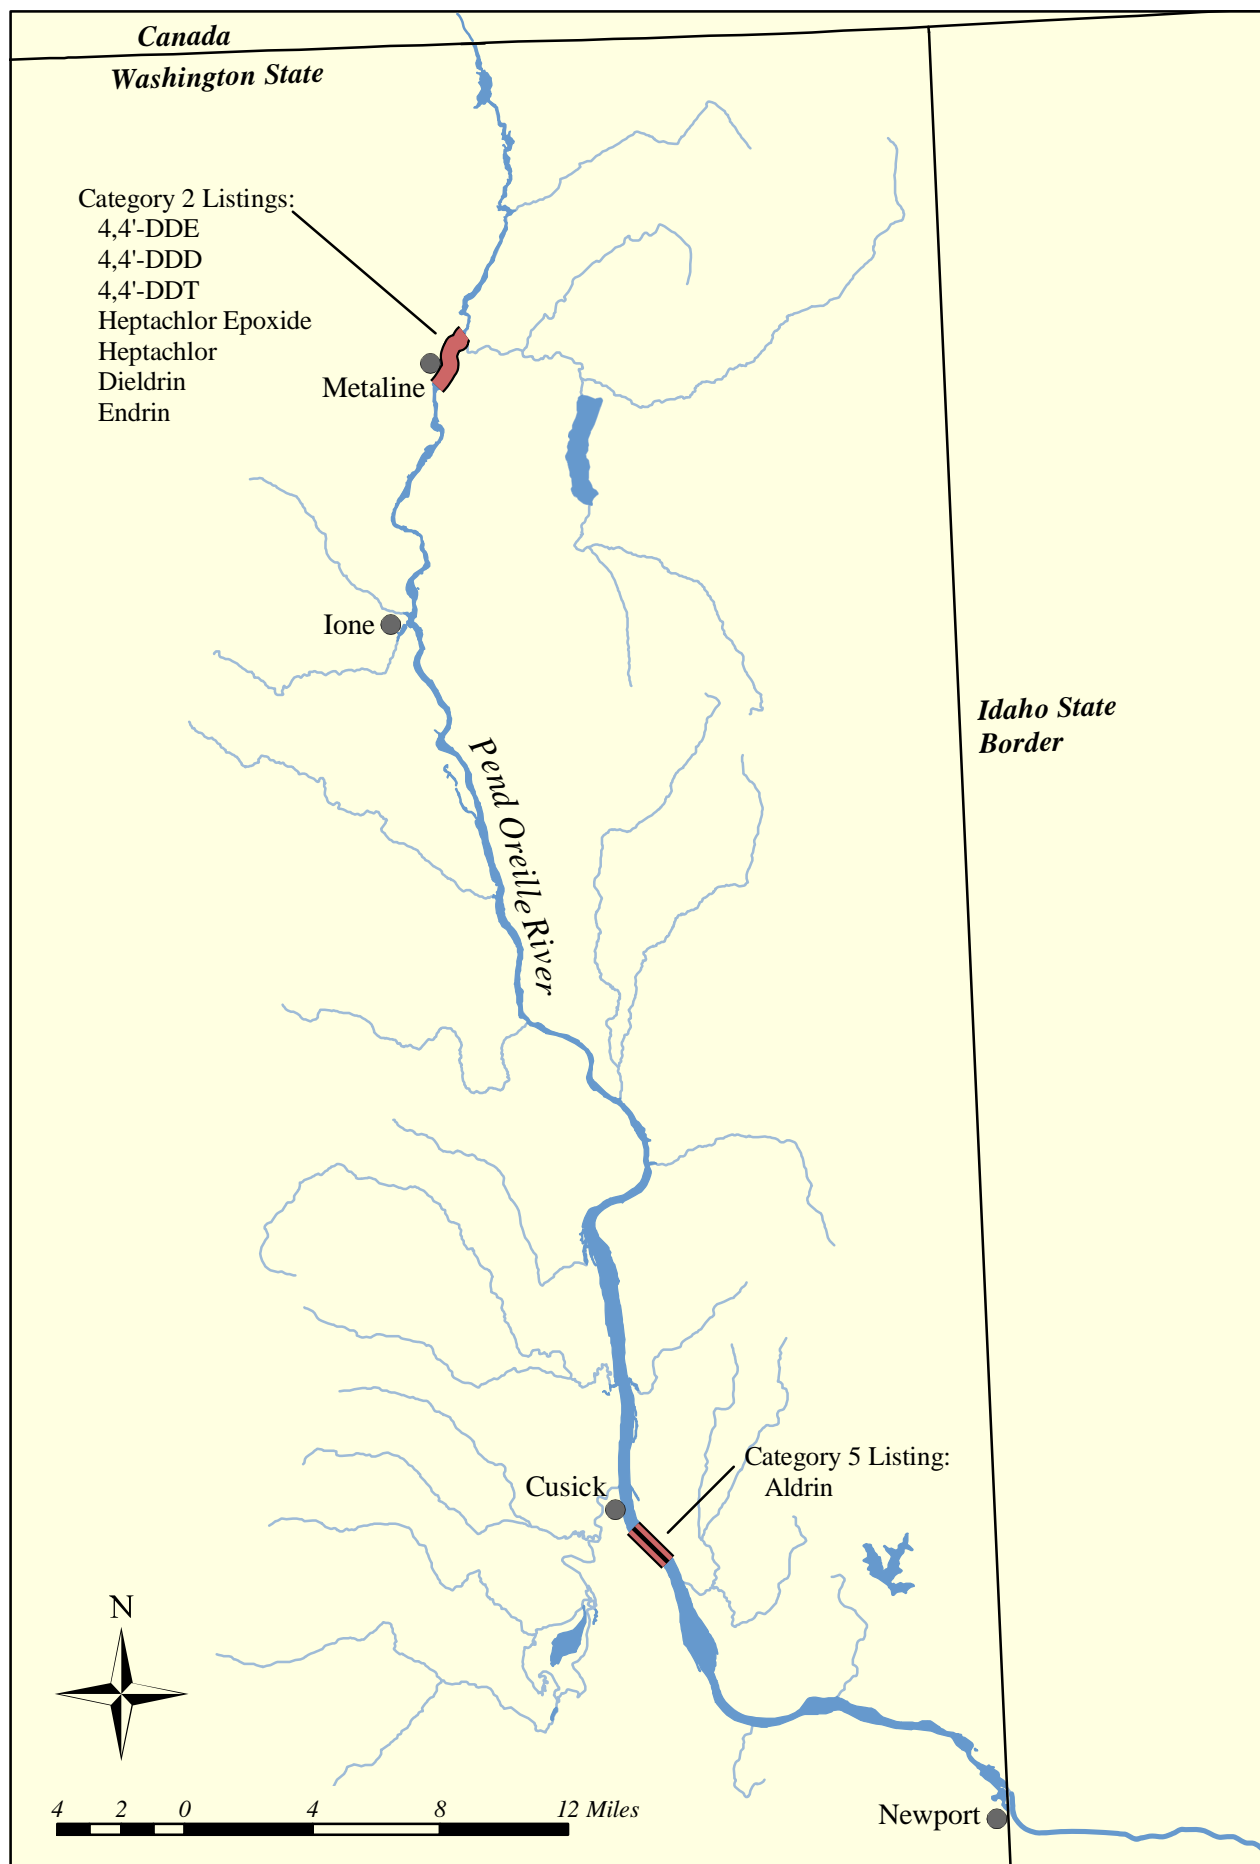 Canada
Washington State
Category 2 Listings:
4,4'-DDE
4,4'-DDD
4,4'-DDT
Heptachlor Epoxide
Heptachlor
Dieldrin
Endrin
Metaline
Ione
Idaho State
Border
Pend Oreille River
Category 5 Listing:
Aldrin
Cusick
N
4 2 0 4 8 12 Miles
Newport